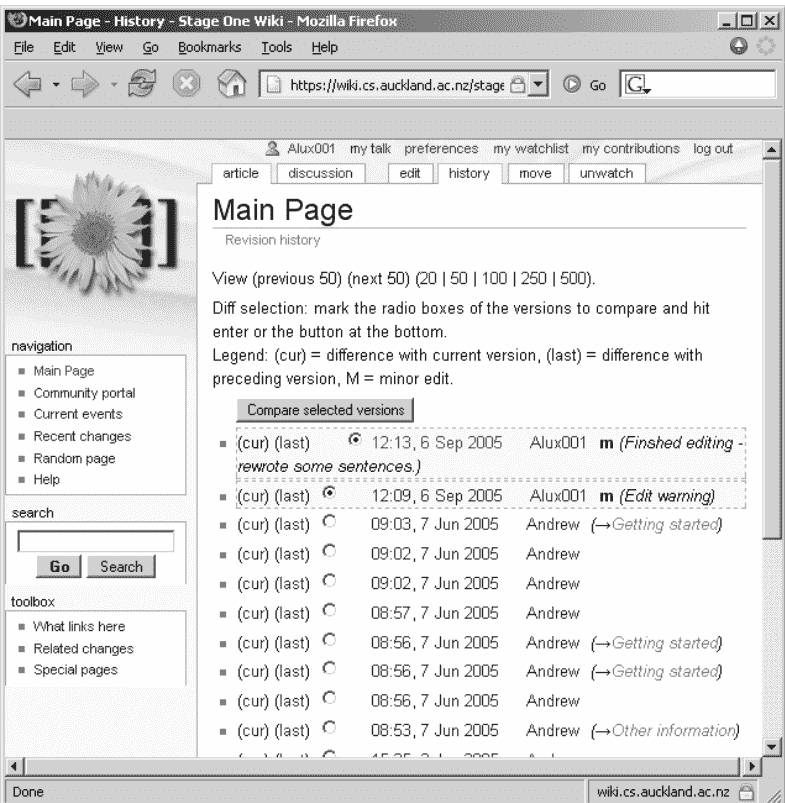 Main Page - History - Stage One Wiki - Mozilla Firefox
File Edit View Go Bookmarks Tools Help
https://wiki.cs.auckland.ac.nz/stage Go G
Alux001 my talk preferences my watchlist my contributions log out
article discussion edit history move unwatch
Main Page
Revision history
View (previous 50) (next 50) (20 | 50 | 100 | 250 | 500).
Diff selection: mark the radio boxes of the versions to compare and hit
enter or the button at the bottom.
Legend: (cur) = difference with current version, (last) = difference with
preceding version, M = minor edit.
Compare selected versions
(cur) (last) 12:13, 6 Sep 2005 Alux001 m (Finshed editing -
rewrote some sentences.)
(cur) (last) 12:09, 6 Sep 2005 Alux001 m (Edit warning)
(cur) (last) 09:03, 7 Jun 2005 Andrew (→Getting started)
(cur) (last) 09:02, 7 Jun 2005 Andrew
(cur) (last) 09:02, 7 Jun 2005 Andrew
(cur) (last) 08:57, 7 Jun 2005 Andrew
(cur) (last) 08:56, 7 Jun 2005 Andrew (→Getting started)
(cur) (last) 08:56, 7 Jun 2005 Andrew (→Getting started)
(cur) (last) 08:56, 7 Jun 2005 Andrew
(cur) (last) 08:53, 7 Jun 2005 Andrew (→Other information)
navigation
Main Page
Community portal
Current events
Recent changes
Random page
Help
search
Go Search
toolbox
What links here
Related changes
Special pages
Done wiki.cs.auckland.ac.nz